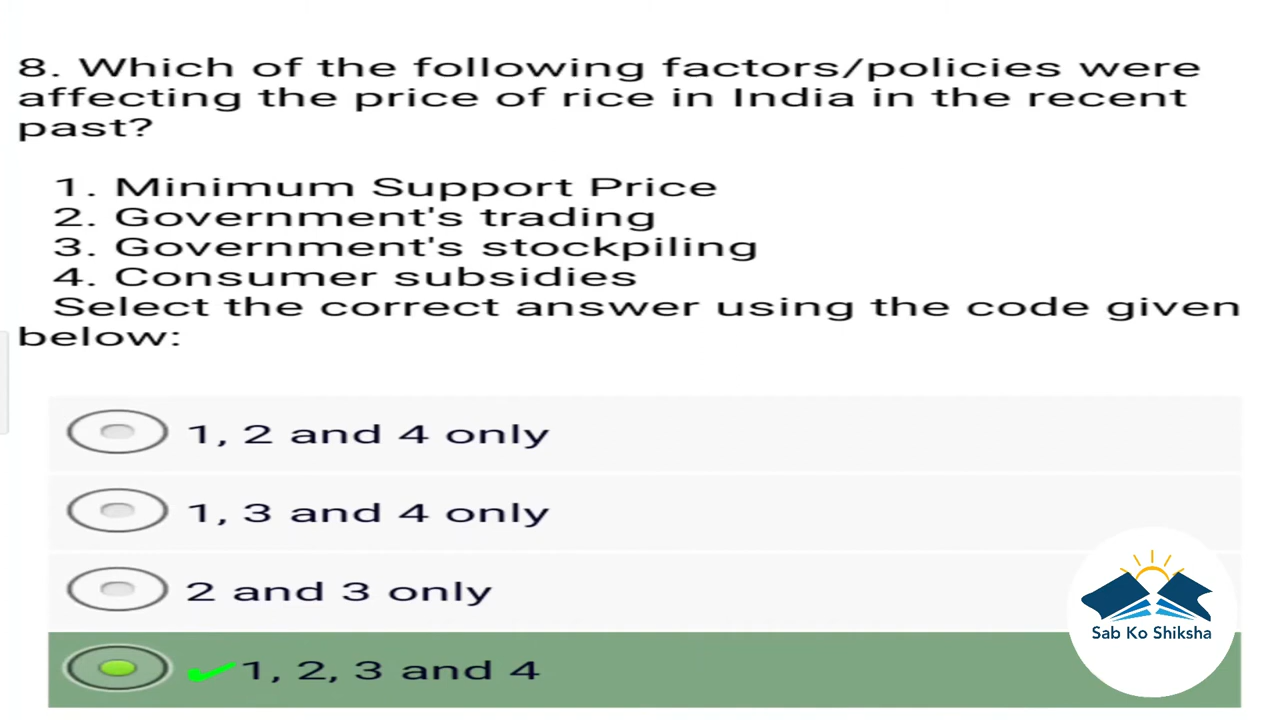 8. Which of the following factors/policies were
affecting the price of rice in India in the recent
past?
1. Minimum Support Price
2. Government's trading
3. Government's stockpiling
4. Consumer subsidies
Select the correct answer using the code given
below:
1, 2 and 4 only
1, 3 and 4 only
2 and 3 only
✔1, 2, 3 and 4
Sab Ko Shiksha